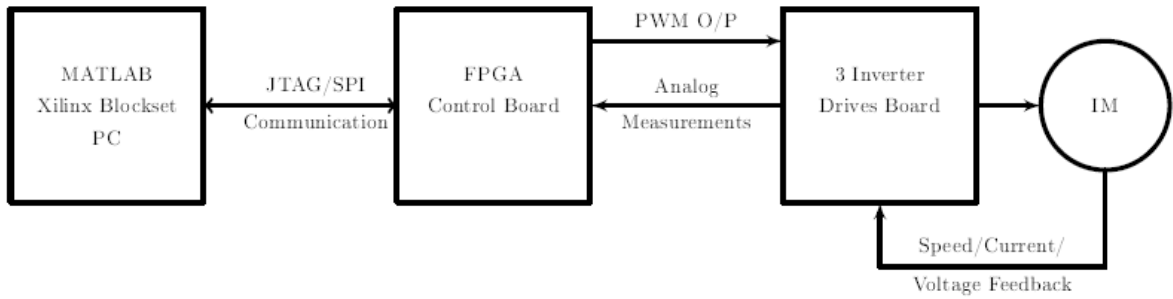 MATLAB
Xilinx Blockset
PC
JTAG/SPI
Communication
FPGA
Control Board
PWM O/P
Analog
Measurements
3 Inverter
Drives Board
IM
Speed/Current/
Voltage Feedback